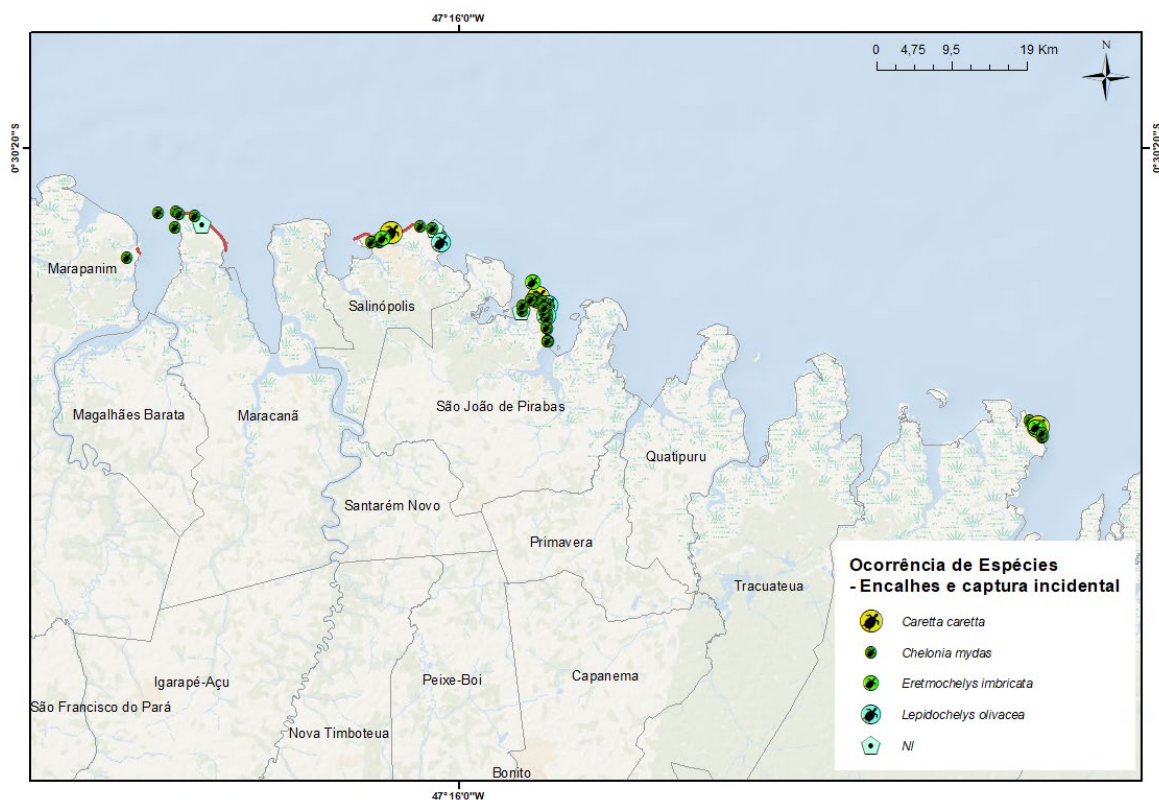 47°16'0"W
0 4,75 9,5 19 Km
N
0°30'20"S
0°30'20"S
Marapanim
Salinópolis
Magalhães Barata
Maracanã
São João de Pirabas
Quatipuru
Santarém Novo
Primavera
Tracuateua
Igarapé-Açu
Peixe-Boi
Capanema
São Francisco do Pará
Nova Timboteua
Bonito
Ocorrência de Espécies
- Encalhes e captura incidental
Caretta caretta
Chelonia mydas
Eretmochelys imbricata
Lepidochelys olivacea
NI
47°16'0"W